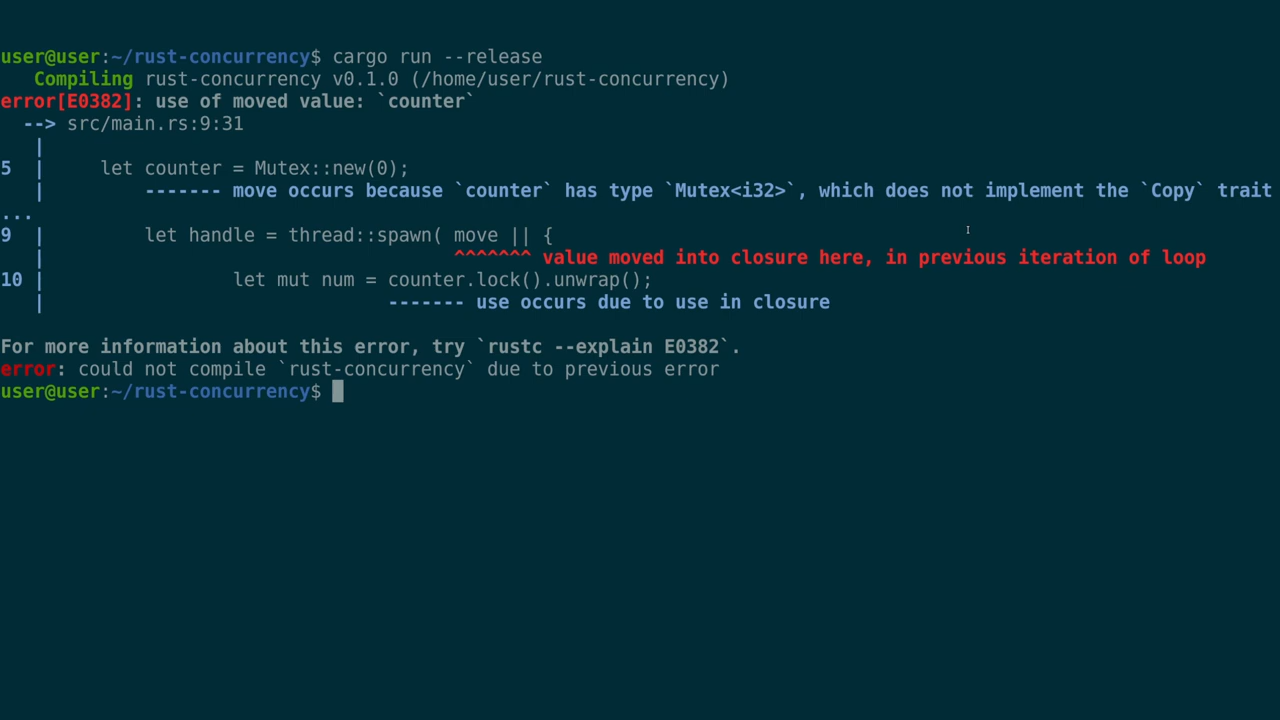 user@user:~/rust-concurrency$ cargo run --release
   Compiling rust-concurrency v0.1.0 (/home/user/rust-concurrency)
error[E0382]: use of moved value: `counter`
  --> src/main.rs:9:31
   |
5  |     let counter = Mutex::new(0);
   |         ------- move occurs because `counter` has type `Mutex<i32>`, which does not implement the `Copy` trait
...
9  |         let handle = thread::spawn( move || {
   |                                     ^^^^^^^ value moved into closure here, in previous iteration of loop
10 |                 let mut num = counter.lock().unwrap();
   |                               ------- use occurs due to use in closure

For more information about this error, try `rustc --explain E0382`.
error: could not compile `rust-concurrency` due to previous error
user@user:~/rust-concurrency$